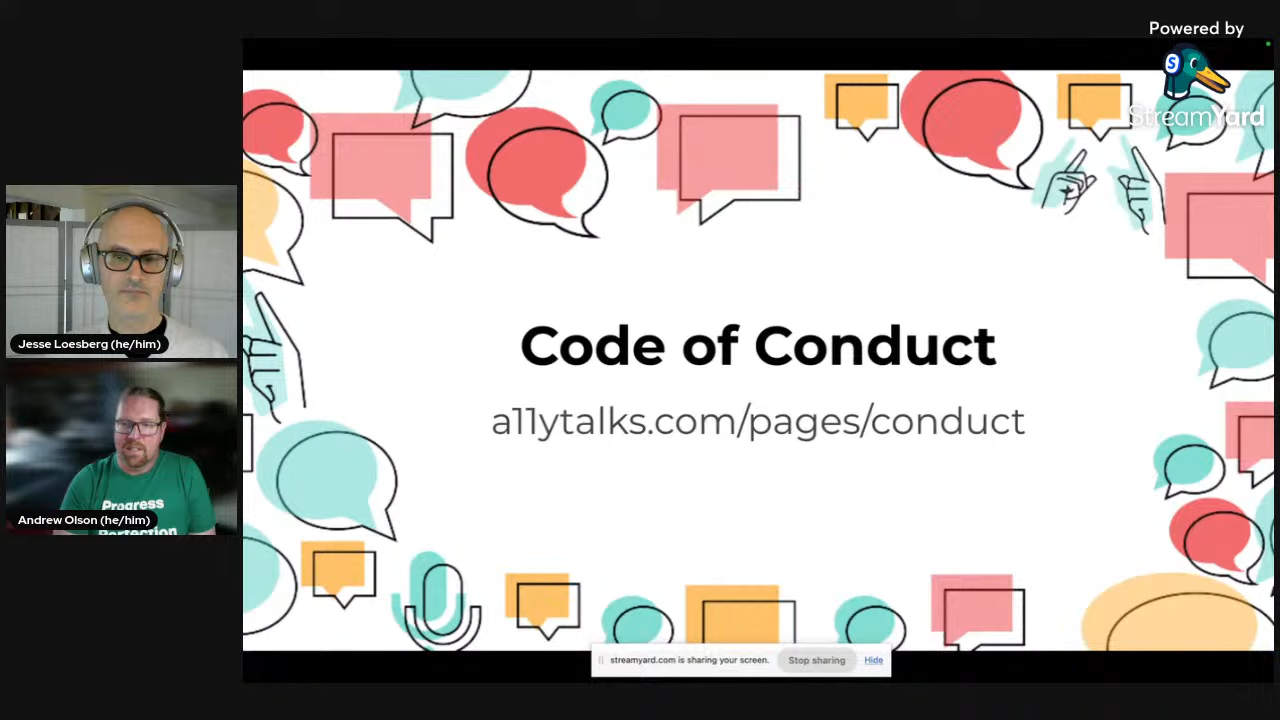 Powered by
S
StreamYard
Code of Conduct
a11ytalks.com/pages/conduct
Jesse Loesberg (he/him)
Progress
Perfection
Andrew Olson (he/him)
streamyard.com is sharing your screen. Stop sharing Hide